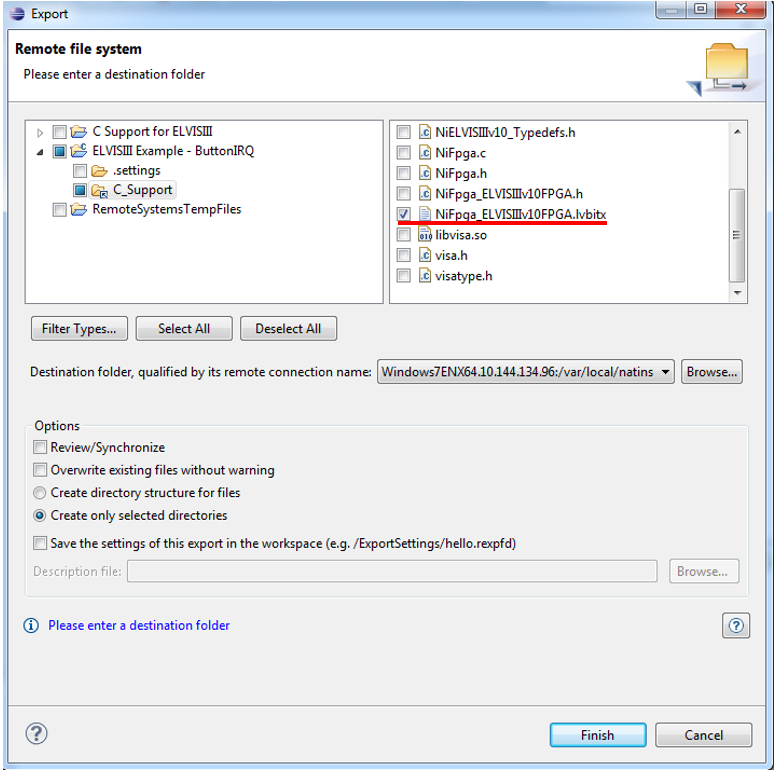 Export
Remote file system
Please enter a destination folder
C Support for ELVISIII
ELVISIII Example - ButtonIRQ
.settings
C_Support
RemoteSystemsTempFiles
NiELVISIIIv10_Typedefs.h
NiFpga.c
NiFpga.h
NiFpga_ELVISIIIv10FPGA.h
NiFpga_ELVISIIIv10FPGA.lvbitx
libvisa.so
visa.h
visatype.h
Filter Types...
Select All
Deselect All
Destination folder, qualified by its remote connection name:
Windows7ENX64.10.144.134.96:/var/local/natins
Browse...
Options
Review/Synchronize
Overwrite existing files without warning
Create directory structure for files
Create only selected directories
Save the settings of this export in the workspace (e.g. /ExportSettings/hello.rexpfd)
Description file:
Browse...
Please enter a destination folder
Finish
Cancel